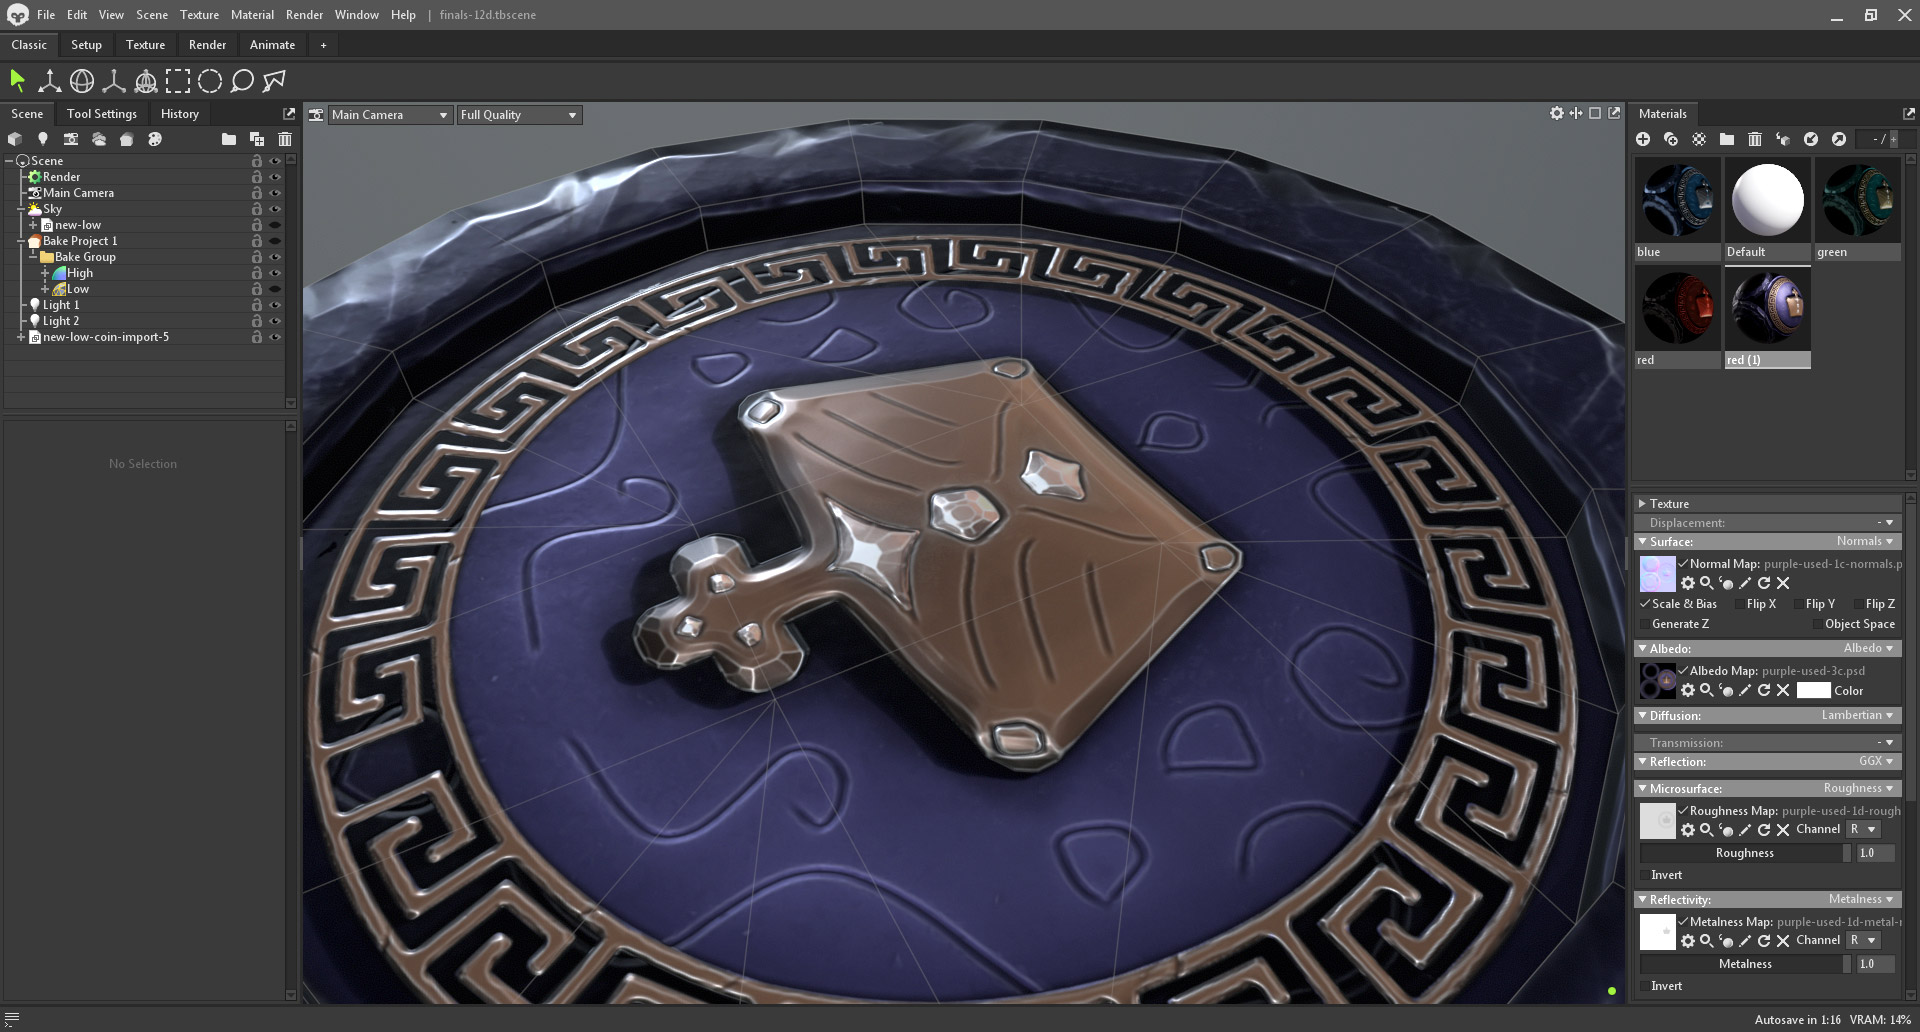 File Edit View Scene Texture Material Render Window Help | finals-12d.tbscene
Classic Setup Texture Render Animate +
Scene Tool Settings History
Main Camera Full Quality
Materials
- / +
Scene
Render
Main Camera
Sky
new-low
Bake Project 1
Bake Group
High
Low
Light 1
Light 2
new-low-coin-import-5
No Selection
blue Default green
red red (1)
Texture
Displacement: -
Surface: Normals
Normal Map: purple-used-1c-normals.p
Scale & Bias Flip X Flip Y Flip Z
Generate Z Object Space
Albedo: Albedo
Albedo Map: purple-used-3c.psd
Color
Diffusion: Lambertian
Transmission: -
Reflection: GGX
Microsurface: Roughness
Roughness Map: purple-used-1d-rough
Channel R
Roughness 1.0
Invert
Reflectivity: Metalness
Metalness Map: purple-used-1d-metal-r
Channel R
Metalness 1.0
Invert
Autosave in 1:16 VRAM: 14%